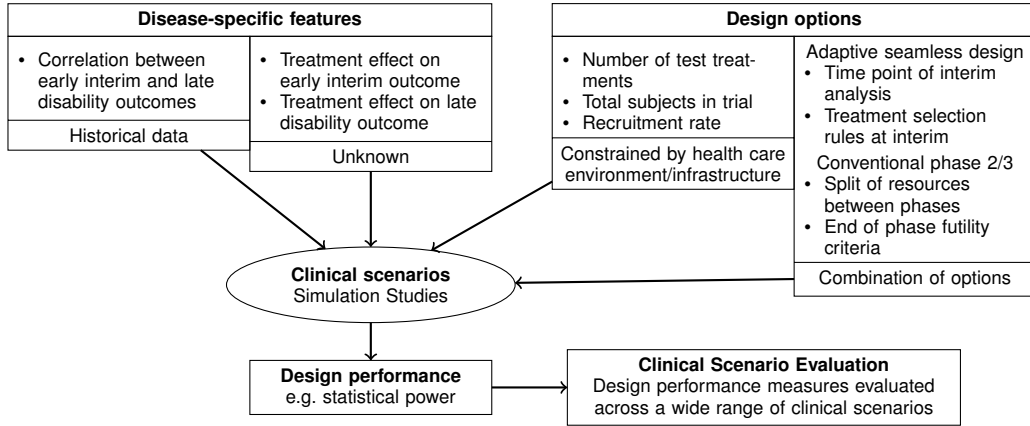 Disease-specific features
• Correlation between
early interim and late
disability outcomes
Historical data
• Treatment effect on
early interim outcome
• Treatment effect on late
disability outcome
Unknown
Design options
• Number of test treat-
ments
• Total subjects in trial
• Recruitment rate
Constrained by health care
environment/infrastructure
Adaptive seamless design
• Time point of interim
analysis
• Treatment selection
rules at interim
Conventional phase 2/3
• Split of resources
between phases
• End of phase futility
criteria
Combination of options
Clinical scenarios
Simulation Studies
Design performance
e.g. statistical power
Clinical Scenario Evaluation
Design performance measures evaluated
across a wide range of clinical scenarios